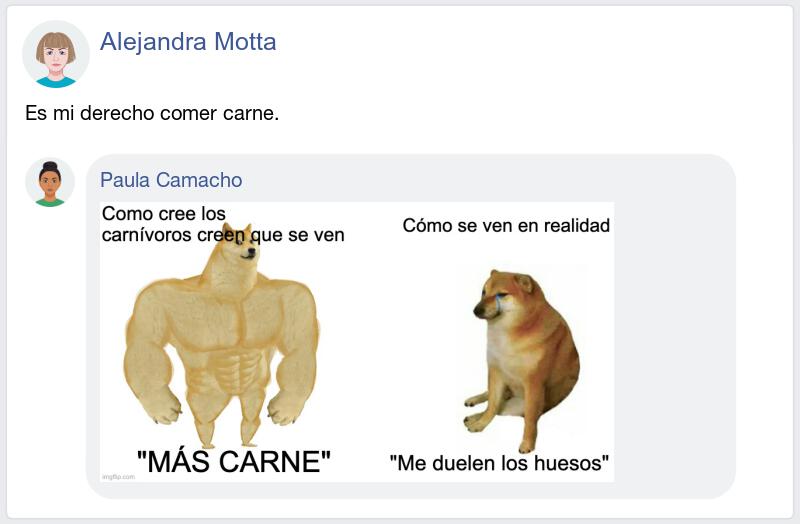 Alejandra Motta
Es mi derecho comer carne.
Paula Camacho
Como cree los
carnívoros creen que se ven
Cómo se ven en realidad
"MÁS CARNE"
"Me duelen los huesos"
imgflip.com